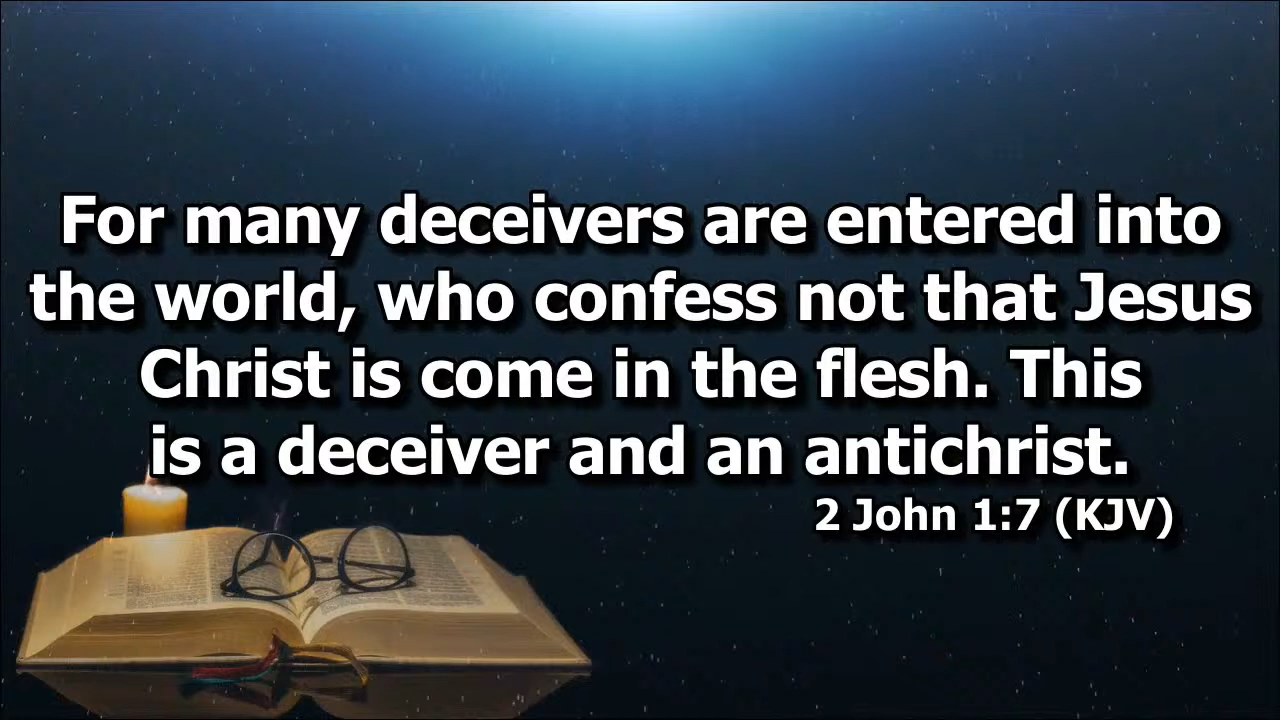 For many deceivers are entered into
the world, who confess not that Jesus
Christ is come in the flesh. This
is a deceiver and an antichrist.
2 John 1:7 (KJV)